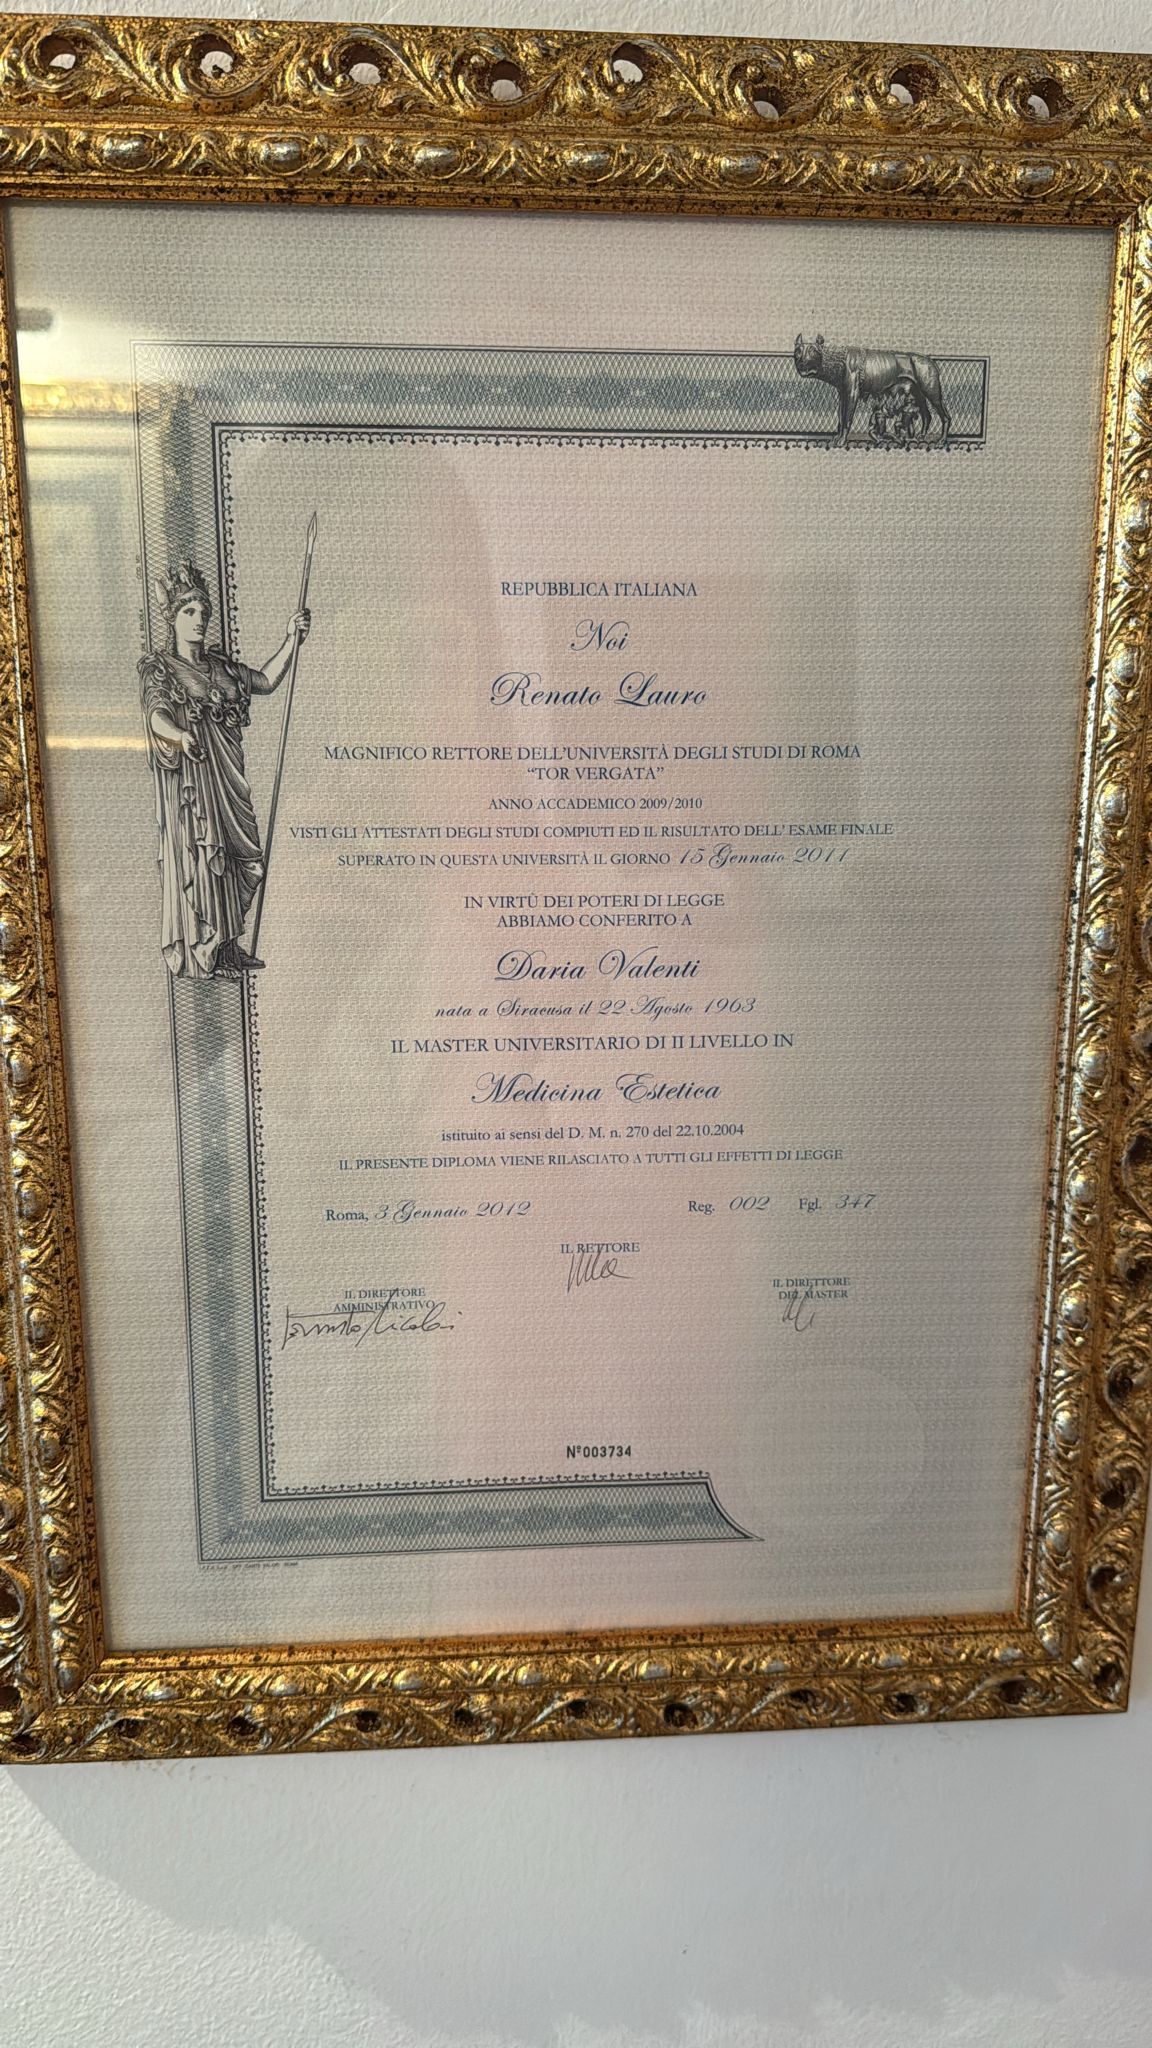 REPUBBLICA ITALIANA
Noi
Renato Lauro
MAGNIFICO RETTORE DELL'UNIVERSITÀ DEGLI STUDI DI ROMA
"TOR VERGATA"
ANNO ACCADEMICO 2009/2010
VISTI GLI ATTESTATI DEGLI STUDI COMPIUTI ED IL RISULTATO DELL' ESAME FINALE
SUPERATO IN QUESTA UNIVERSITÀ IL GIORNO 15 Gennaio 2011
IN VIRTÙ DEI POTERI DI LEGGE
ABBIAMO CONFERITO A
Daria Valenti
nata a Siracusa il 22 Agosto 1963
IL MASTER UNIVERSITARIO DI II LIVELLO IN
Medicina Estetica
istituito ai sensi del D. M. n. 270 del 22.10.2004
IL PRESENTE DIPLOMA VIENE RILASCIATO A TUTTI GLI EFFETTI DI LEGGE
Roma, 3 Gennaio 2012 Reg. 002 Fgl. 347
IL RETTORE
IL DIRETTORE
AMMINISTRATIVO
IL DIRETTORE
DEL MASTER
Nº003734